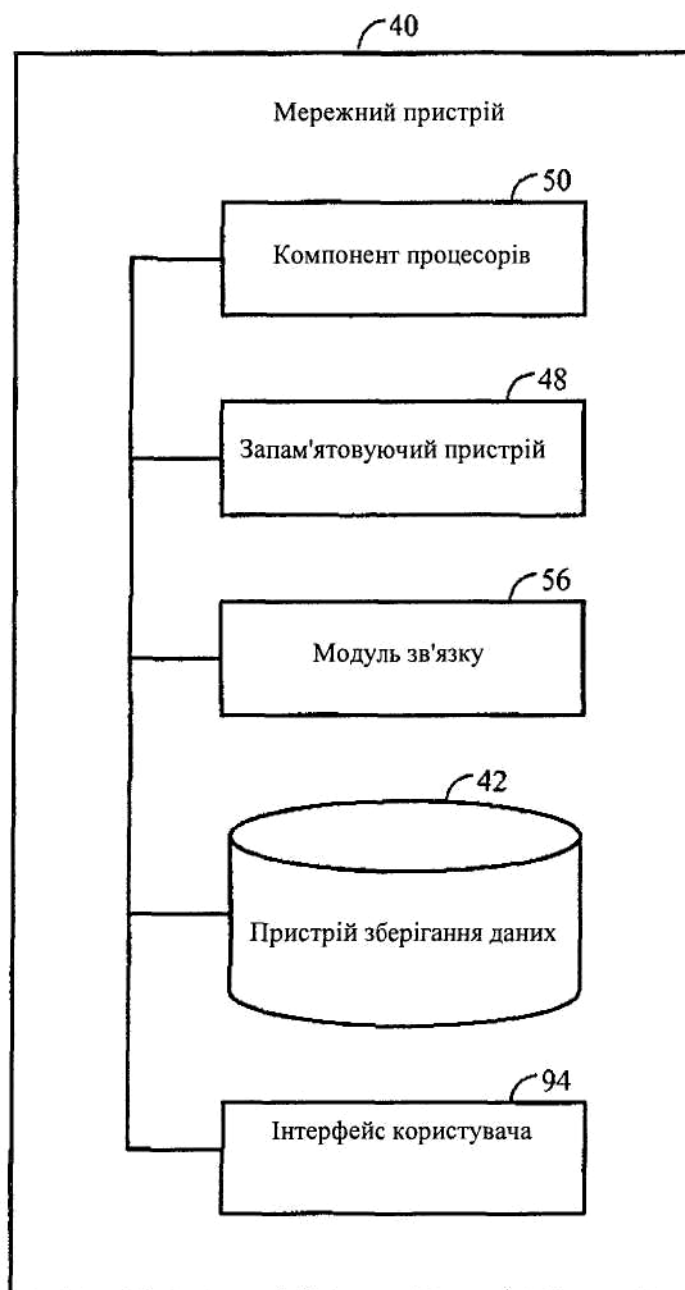 40
Мережний пристрій
50
Компонент процесорів
48
Запам'ятовуючий пристрій
56
Модуль зв'язку
42
Пристрій зберігання даних
94
Інтерфейс користувача